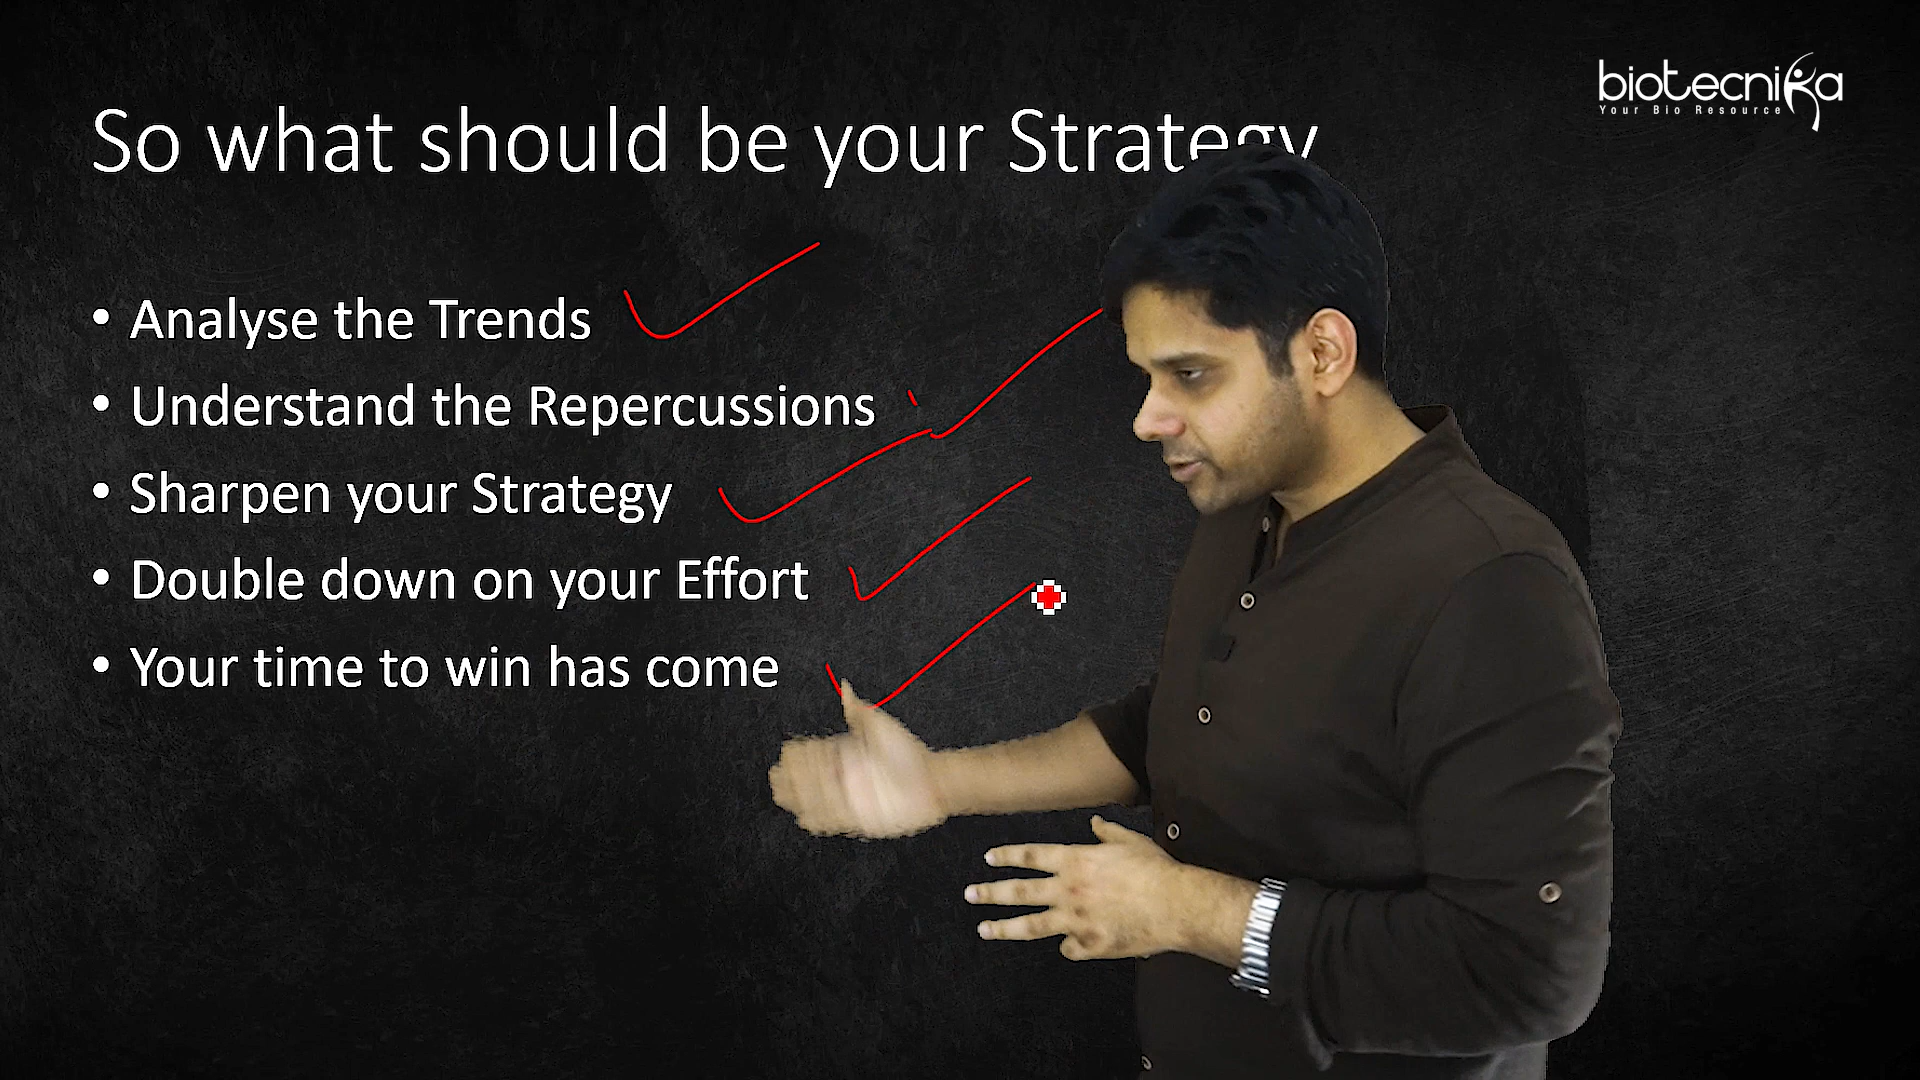 biotecnika
Your Bio Resource
So what should be your Strategy
• Analyse the Trends
• Understand the Repercussions
• Sharpen your Strategy
• Double down on your Effort
• Your time to win has come